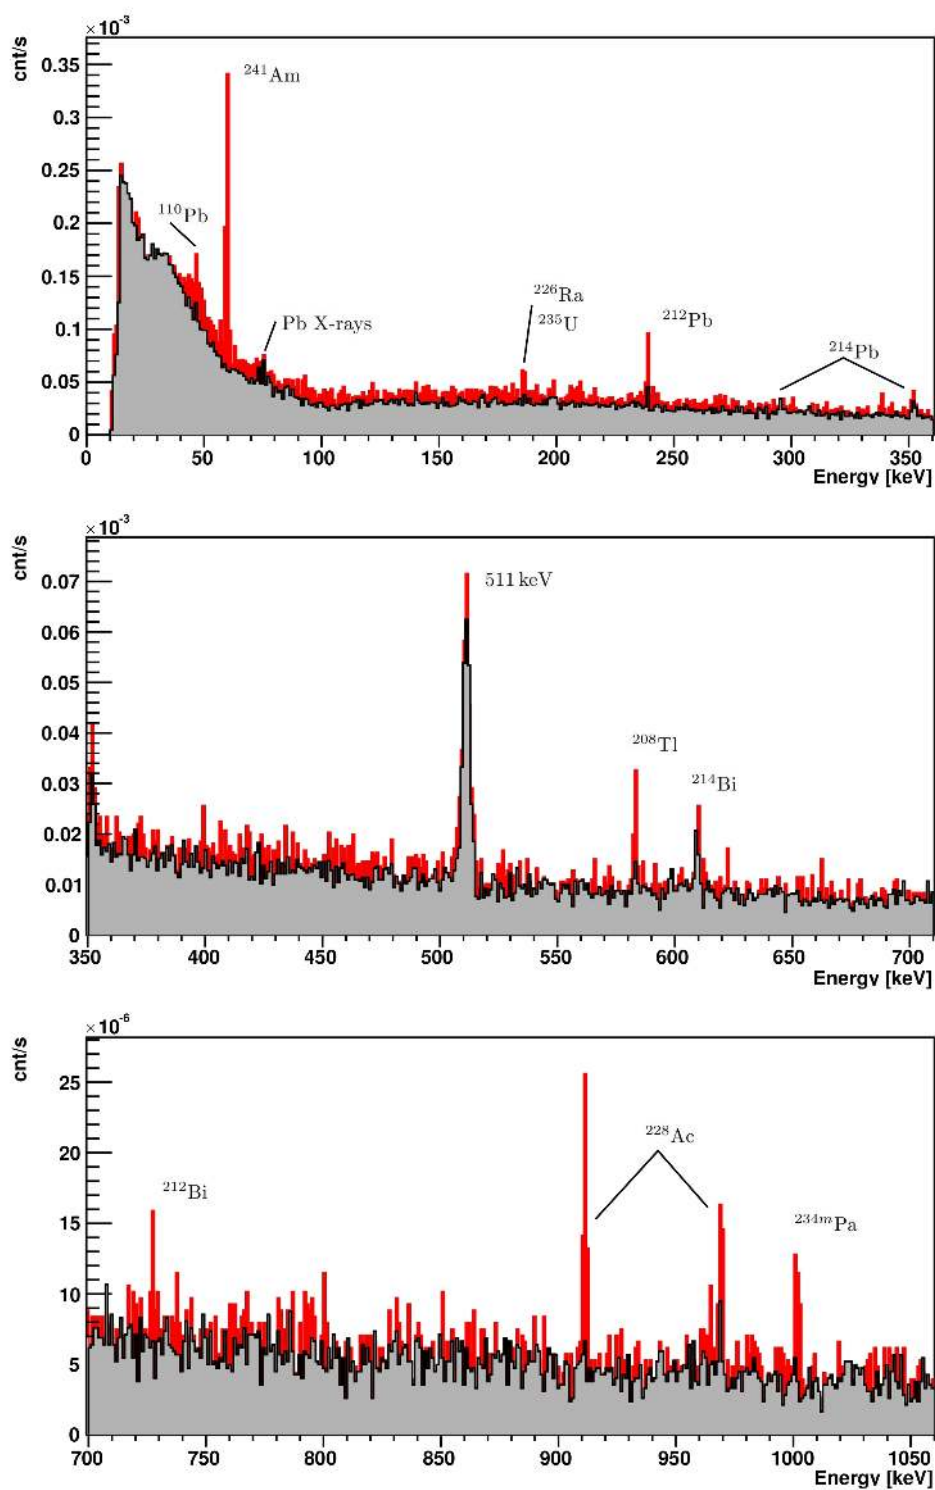 ×10⁻³
cnt/s
0.35
0.3
0.25
0.2
0.15
0.1
0.05
0
²⁴¹Am
¹¹⁰Pb
Pb X-rays
²²⁶Ra
²³⁵U
²¹²Pb
²¹⁴Pb
0 50 100 150 200 250 300 350
Energy [keV]
×10⁻³
cnt/s
0.07
0.06
0.05
0.04
0.03
0.02
0.01
0
511 keV
²⁰⁸Tl
²¹⁴Bi
350 400 450 500 550 600 650 700
Energy [keV]
×10⁻⁶
cnt/s
25
20
15
10
5
0
²¹²Bi
²²⁸Ac
²³⁴ᵐPa
700 750 800 850 900 950 1000 1050
Energy [keV]